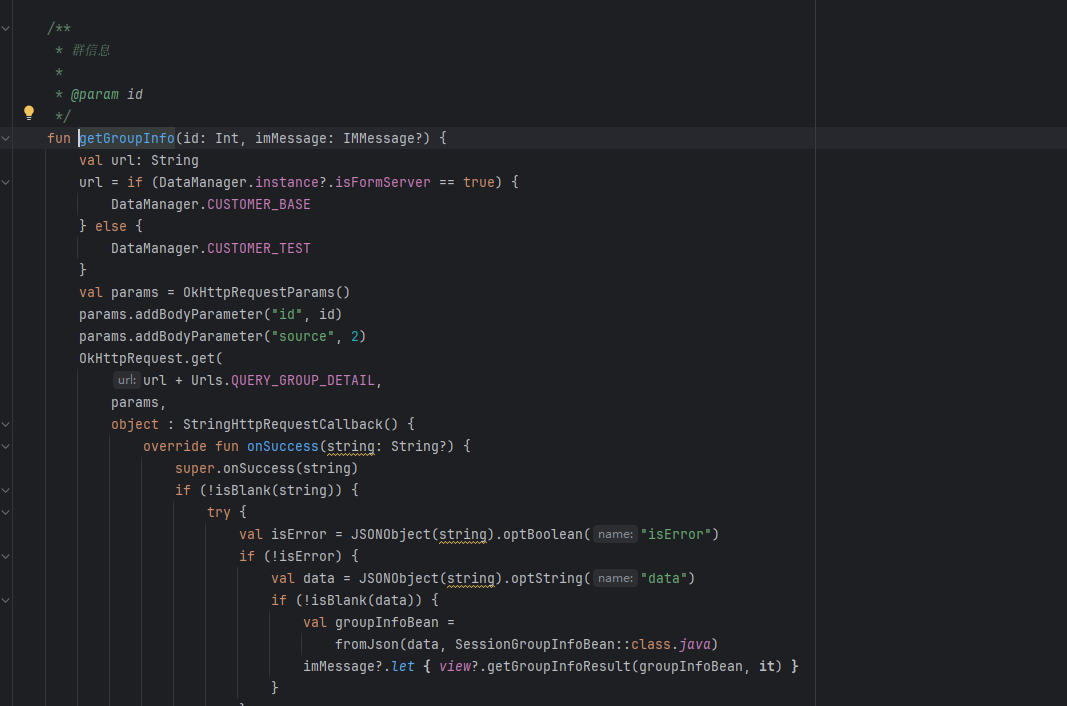 /**
* 群信息
*
* @param id
*/
fun getGroupInfo(id: Int, imMessage: IMMessage?) {
val url: String
url = if (DataManager.instance?.isFormServer == true) {
DataManager.CUSTOMER_BASE
} else {
DataManager.CUSTOMER_TEST
}
val params = OkHttpRequestParams()
params.addBodyParameter("id", id)
params.addBodyParameter("source", 2)
OkHttpRequest.get(
url: url + Urls.QUERY_GROUP_DETAIL,
params,
object : StringHttpRequestCallback() {
override fun onSuccess(string: String?) {
super.onSuccess(string)
if (!isBlank(string)) {
try {
val isError = JSONObject(string).optBoolean( name: "isError")
if (!isError) {
val data = JSONObject(string).optString( name: "data")
if (!isBlank(data)) {
val groupInfoBean =
fromJson(data, SessionGroupInfoBean::class.java)
imMessage?.let { view?.getGroupInfoResult(groupInfoBean, it) }
}